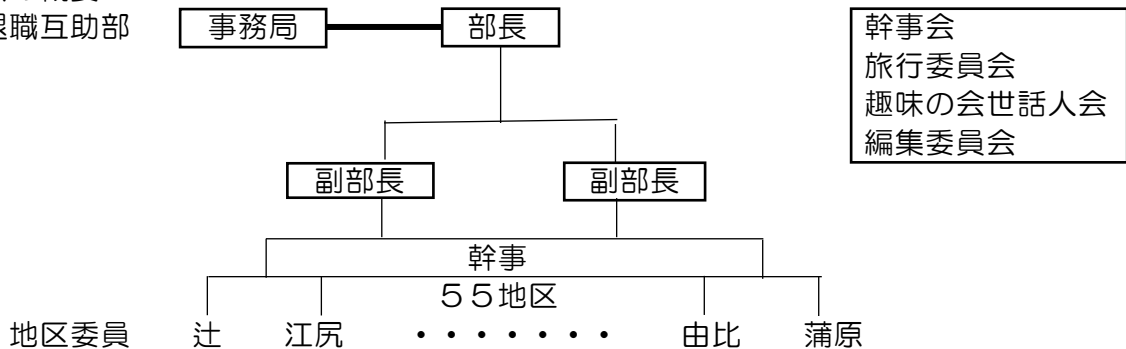 退職互助部 事務局 部長
副部長 副部長
幹事
55地区
地区委員 辻 江尻 ・・・・・・・ 由比 蒲原
幹事会
旅行委員会
趣味の会世話人会
編集委員会